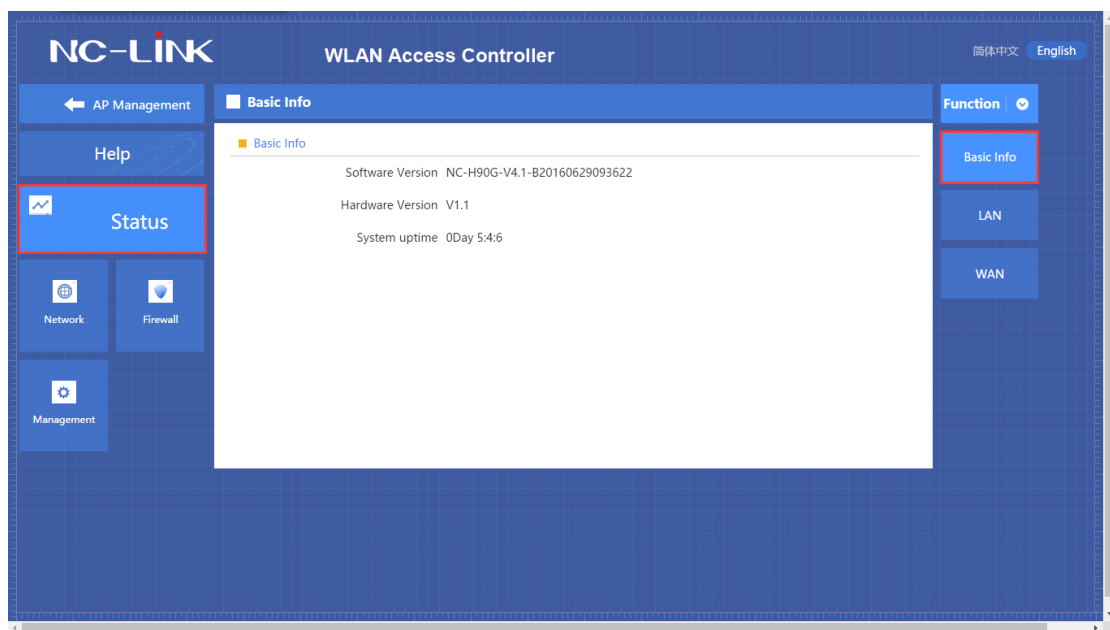 NC-LINK
WLAN Access Controller
简体中文 English
AP Management
Basic Info
Function
Help
Basic Info
Software Version NC-H90G-V4.1-B20160629093622
Hardware Version V1.1
System uptime 0Day 5:4:6
Status
Network
Firewall
Management
Basic Info
LAN
WAN